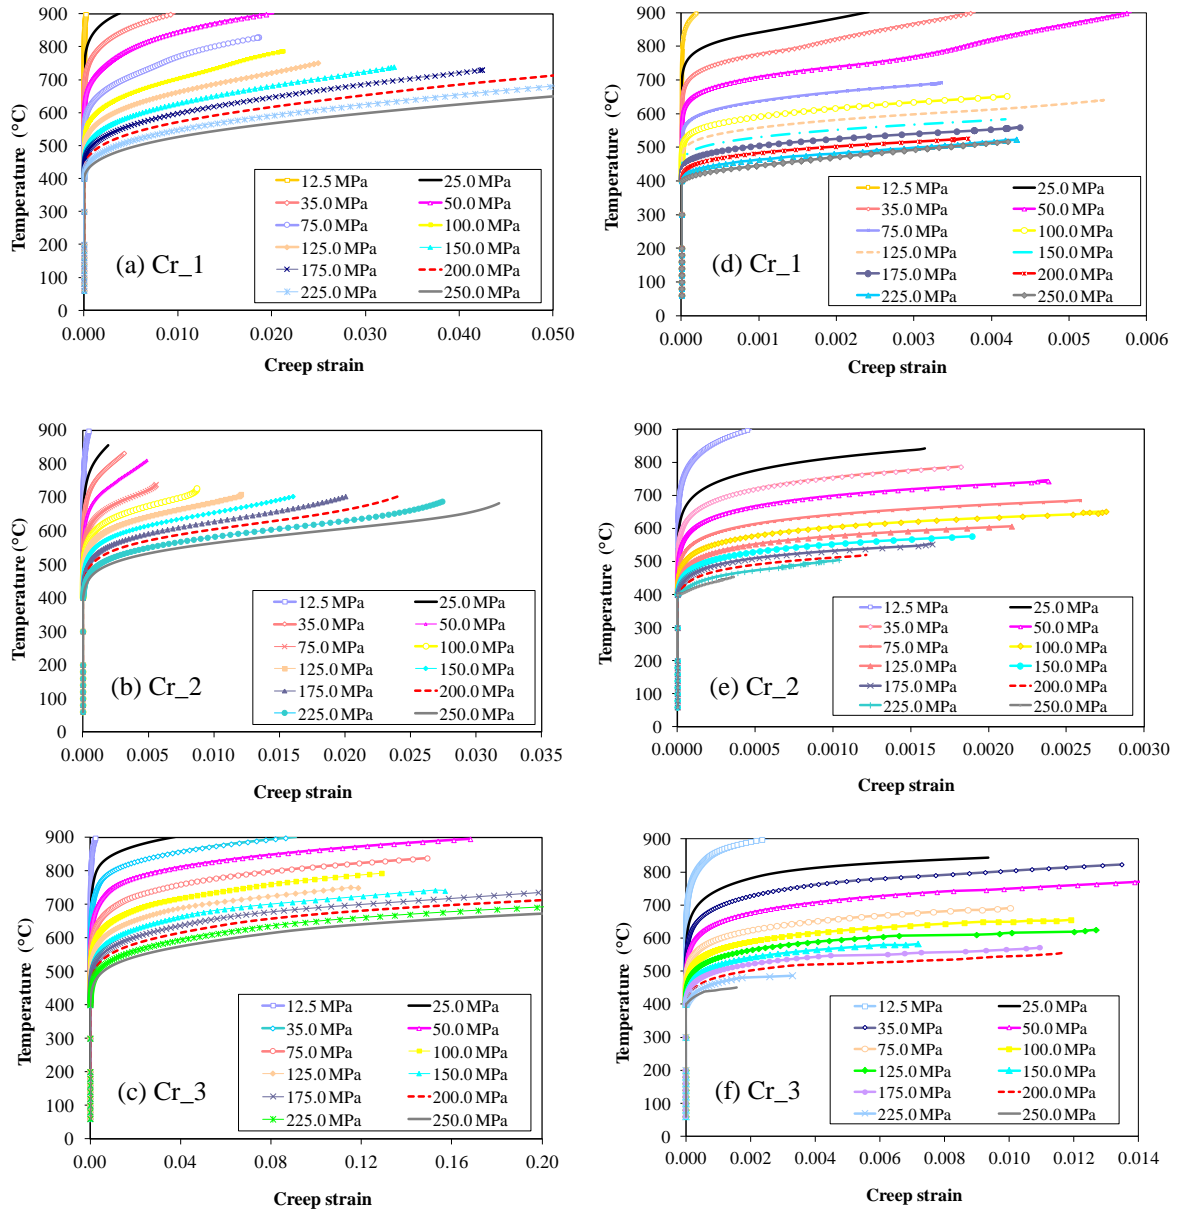 Temperature (°C)
900
800
700
600
500
400
300
200
100
0
(a) Cr_1
12.5 MPa 25.0 MPa
35.0 MPa 50.0 MPa
75.0 MPa 100.0 MPa
125.0 MPa 150.0 MPa
175.0 MPa 200.0 MPa
225.0 MPa 250.0 MPa
0.000 0.010 0.020 0.030 0.040 0.050
Creep strain
Temperature (°C)
900
800
700
600
500
400
300
200
100
0
(d) Cr_1
12.5 MPa 25.0 MPa
35.0 MPa 50.0 MPa
75.0 MPa 100.0 MPa
125.0 MPa 150.0 MPa
175.0 MPa 200.0 MPa
225.0 MPa 250.0 MPa
0.000 0.001 0.002 0.003 0.004 0.005 0.006
Creep strain
Temperature (°C)
900
800
700
600
500
400
300
200
100
0
(b) Cr_2
12.5 MPa 25.0 MPa
35.0 MPa 50.0 MPa
75.0 MPa 100.0 MPa
125.0 MPa 150.0 MPa
175.0 MPa 200.0 MPa
225.0 MPa 250.0 MPa
0.000 0.005 0.010 0.015 0.020 0.025 0.030 0.035
Creep strain
Temperature (°C)
900
800
700
600
500
400
300
200
100
0
(e) Cr_2
12.5 MPa 25.0 MPa
35.0 MPa 50.0 MPa
75.0 MPa 100.0 MPa
125.0 MPa 150.0 MPa
175.0 MPa 200.0 MPa
225.0 MPa 250.0 MPa
0.0000 0.0005 0.0010 0.0015 0.0020 0.0025 0.0030
Creep strain
Temperature (°C)
900
800
700
600
500
400
300
200
100
0
(c) Cr_3
12.5 MPa 25.0 MPa
35.0 MPa 50.0 MPa
75.0 MPa 100.0 MPa
125.0 MPa 150.0 MPa
175.0 MPa 200.0 MPa
225.0 MPa 250.0 MPa
0.00 0.04 0.08 0.12 0.16 0.20
Creep strain
Temperature (°C)
900
800
700
600
500
400
300
200
100
0
(f) Cr_3
12.5 MPa 25.0 MPa
35.0 MPa 50.0 MPa
75.0 MPa 100.0 MPa
125.0 MPa 150.0 MPa
175.0 MPa 200.0 MPa
225.0 MPa 250.0 MPa
0.000 0.002 0.004 0.006 0.008 0.010 0.012 0.014
Creep strain